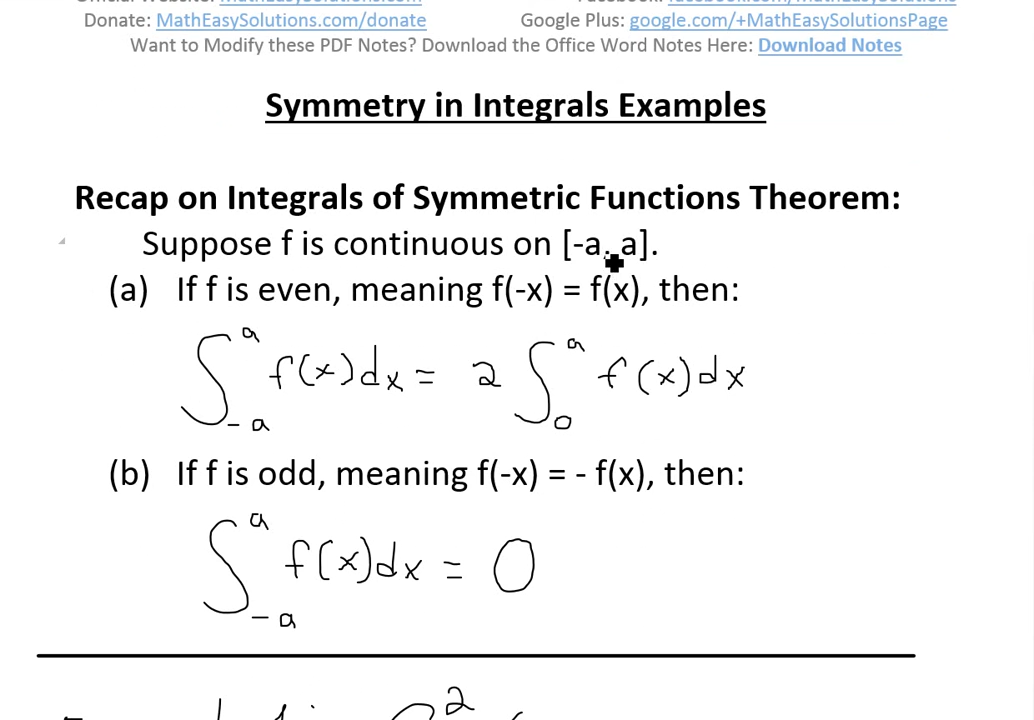 Donate: MathEasySolutions.com/donate Google Plus: google.com/+MathEasySolutionsPage
Want to Modify these PDF Notes? Download the Office Word Notes Here: Download Notes
Symmetry in Integrals Examples
Recap on Integrals of Symmetric Functions Theorem:
Suppose f is continuous on [-a, a].
(a) If f is even, meaning f(-x) = f(x), then:
∫_{-a}^{a} f(x)dx = 2 ∫_{0}^{a} f(x)dx
(b) If f is odd, meaning f(-x) = - f(x), then:
∫_{-a}^{a} f(x)dx = 0